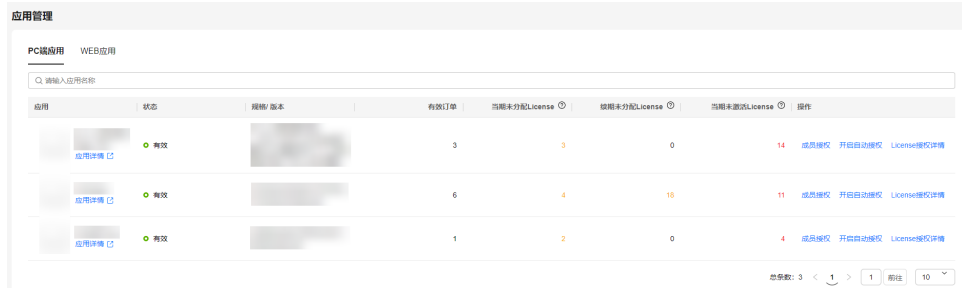 应用管理
PC端应用 WEB应用
请输入应用名称
应用 状态 规格/ 版本 有效订单 当期未分配License 续期未分配License 当期未激活License 操作
有效 3 3 0 14 成员授权 开启自动授权 License授权详情
应用详情
有效 6 4 18 11 成员授权 开启自动授权 License授权详情
应用详情
有效 1 2 0 4 成员授权 开启自动授权 License授权详情
应用详情
总条数: 3 < 1 > 1 前往 10